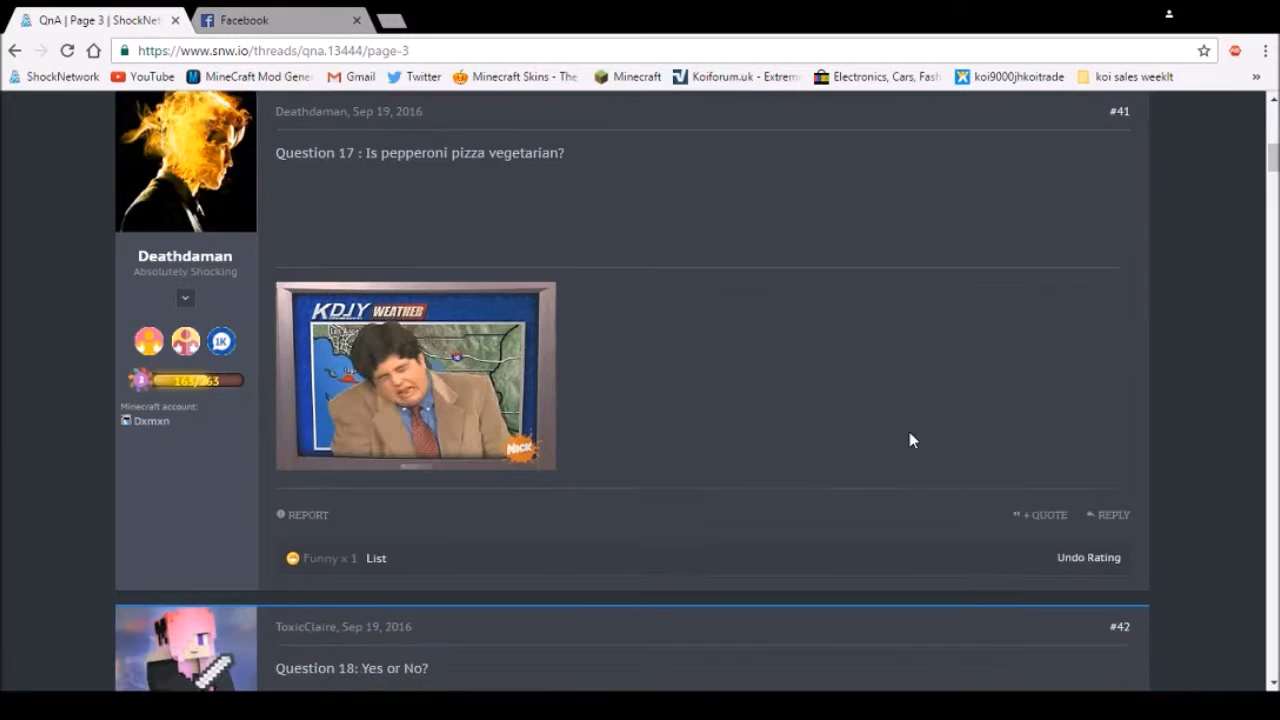 QnA | Page 3 | ShockNet
Facebook
https://www.snw.io/threads/qna.13444/page-3
ShockNetwork
YouTube
MineCraft Mod Gene
Gmail
Twitter
Minecraft Skins - The
Minecraft
Koiforum.uk - Extrem
Electronics, Cars, Fash
koi9000jhkoitrade
koi sales weeklt
»
Deathdaman, Sep 19, 2016
#41
Question 17 : Is pepperoni pizza vegetarian?
Deathdaman
Absolutely Shocking
1K
3
163/263
Minecraft account:
Dxmxn
KDJY WEATHER
NICK
REPORT
+ QUOTE
REPLY
Funny x 1
List
Undo Rating
ToxicClaire, Sep 19, 2016
#42
Question 18: Yes or No?